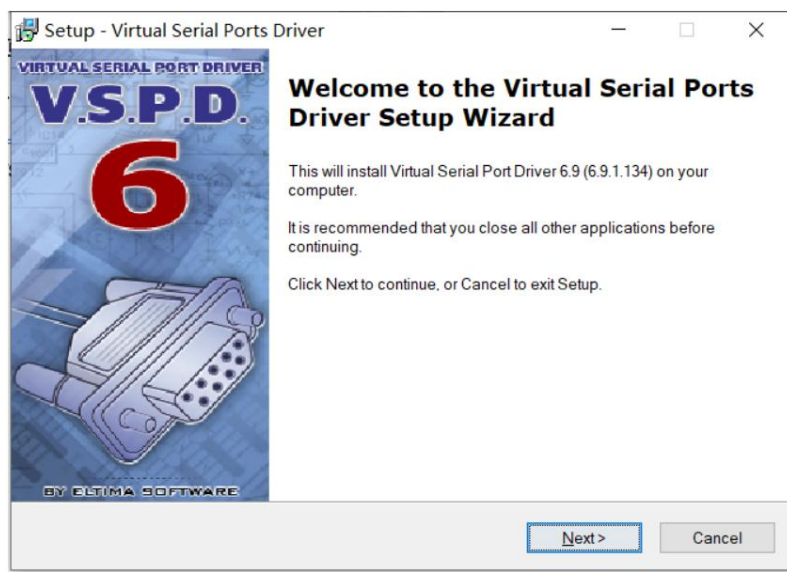 Setup - Virtual Serial Ports Driver
VIRTUAL SERIAL PORT DRIVER
V.S.P.D.
6
BY ELTIMA SOFTWARE
Welcome to the Virtual Serial Ports
Driver Setup Wizard
This will install Virtual Serial Port Driver 6.9 (6.9.1.134) on your
computer.
It is recommended that you close all other applications before
continuing.
Click Next to continue, or Cancel to exit Setup.
Next >
Cancel